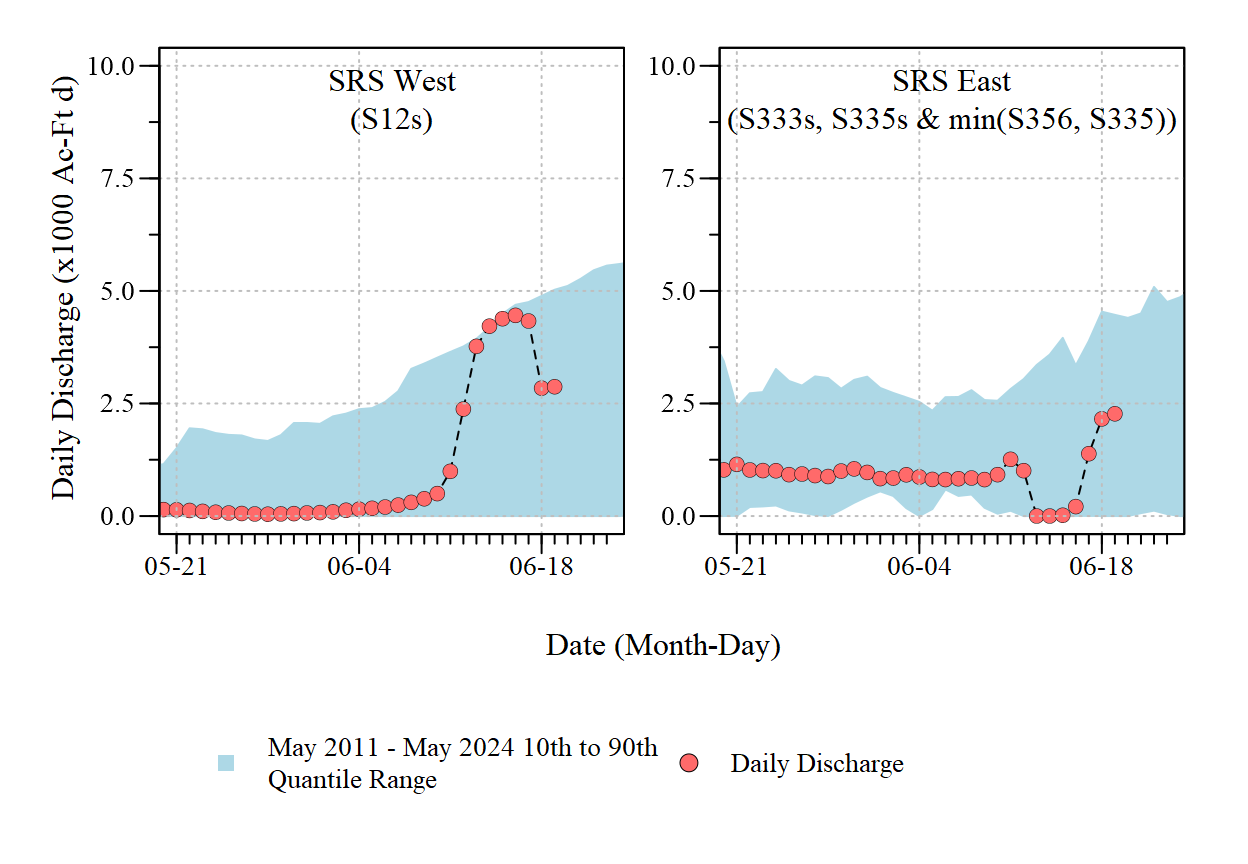 SRS West
(S12s)
SRS East
(S333s, S335s & min(S356, S335))
Daily Discharge (x1000 Ac-Ft d)
10.0
7.5
5.0
2.5
0.0
05-21
06-04
06-18
10.0
7.5
5.0
2.5
0.0
05-21
06-04
06-18
Date (Month-Day)
May 2011 - May 2024 10th to 90th
Quantile Range
Daily Discharge